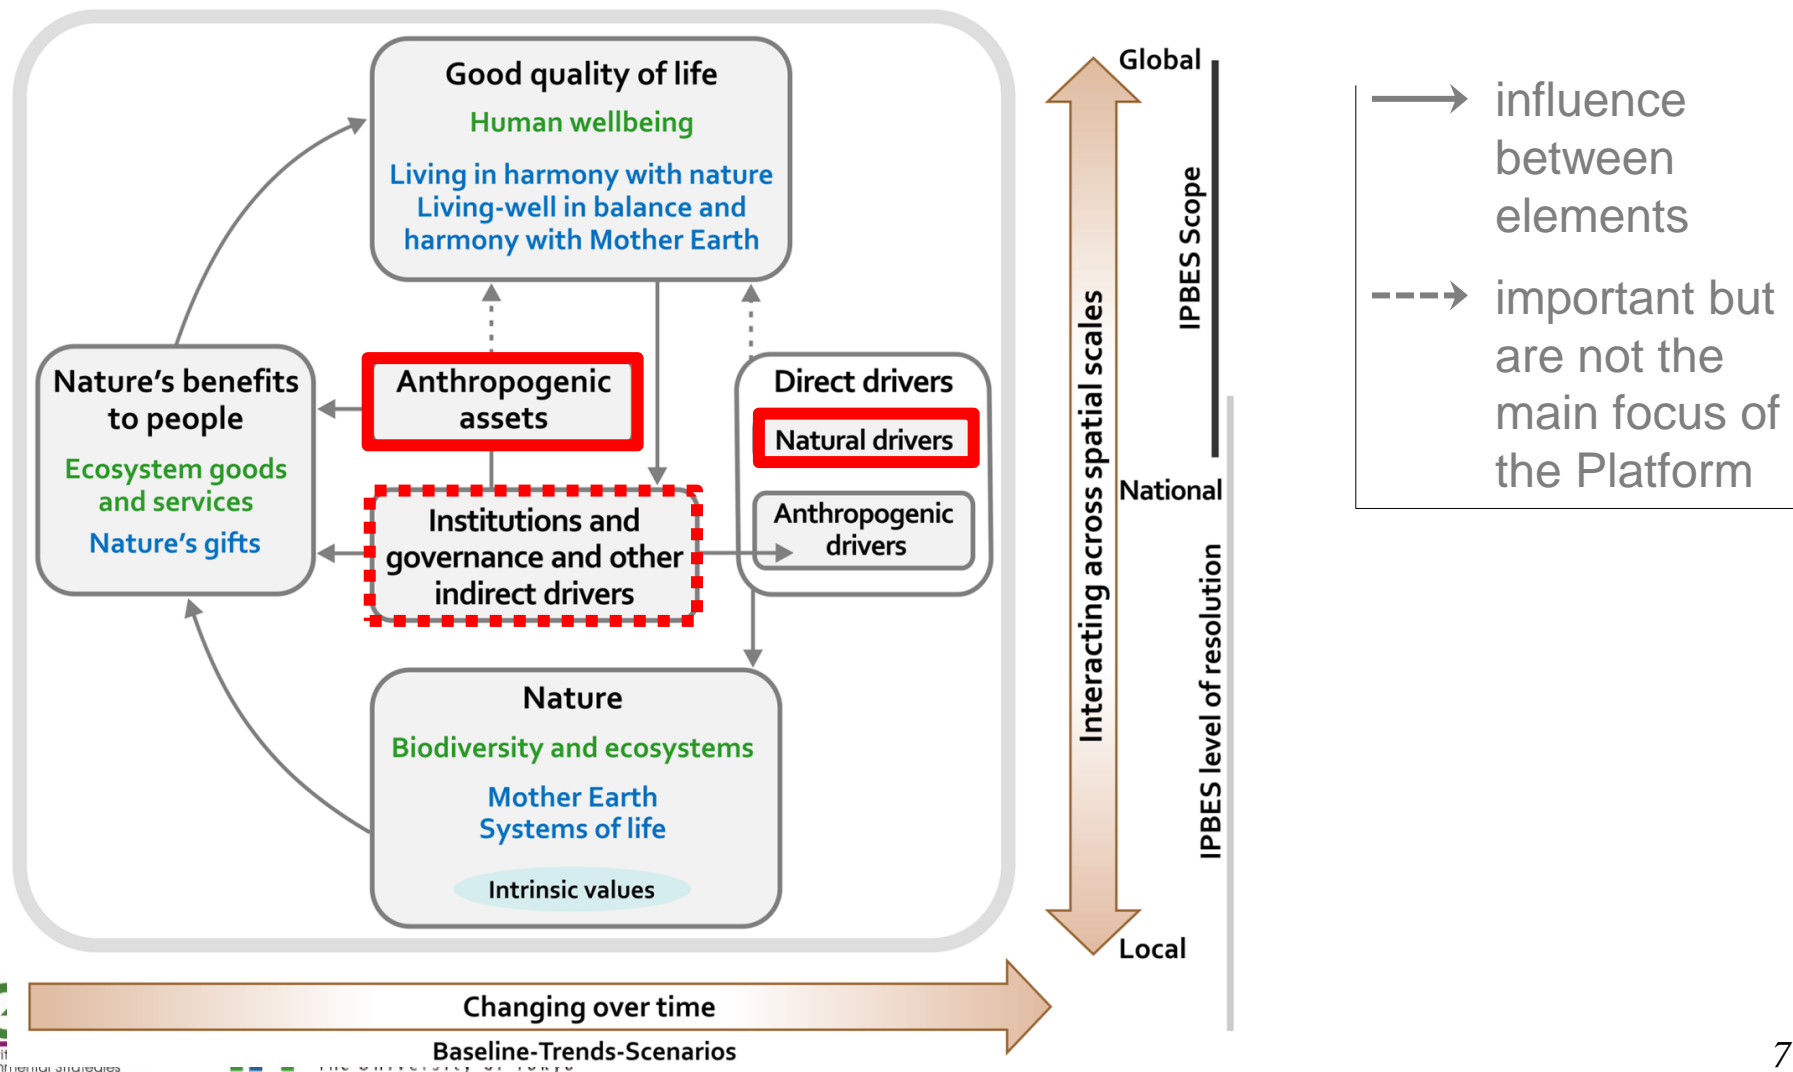 Good quality of life
Human wellbeing
Living in harmony with nature
Living-well in balance and
harmony with Mother Earth
Nature's benefits
to people
Ecosystem goods
and services
Nature's gifts
Anthropogenic
assets
Institutions and
governance and other
indirect drivers
Direct drivers
Natural drivers
Anthropogenic
drivers
Nature
Biodiversity and ecosystems
Mother Earth
Systems of life
Intrinsic values
Global
National
Local
Interacting across spatial scales
IPBES Scope
IPBES level of resolution
influence
between
elements
important but
are not the
main focus of
the Platform
Changing over time
Baseline-Trends-Scenarios
7